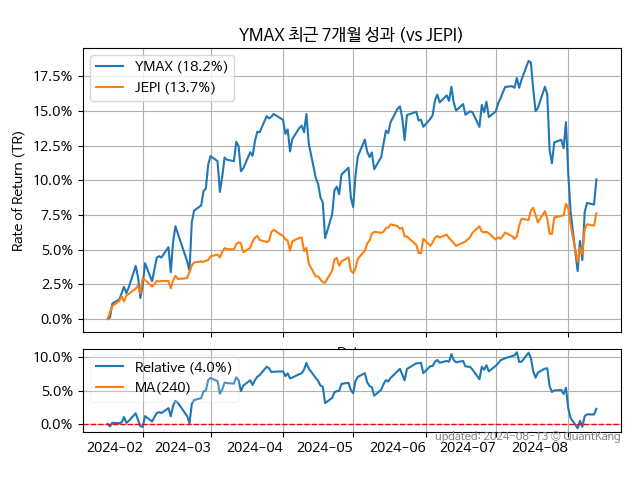 YMAX 최근 7개월 성과 (vs JEPI)
Rate of Return (TR)
17.5%
15.0%
12.5%
10.0%
7.5%
5.0%
2.5%
0.0%
YMAX (18.2%)
JEPI (13.7%)
10.0%
5.0%
0.0%
Relative (4.0%)
MA(240)
2024-02 2024-03 2024-04 2024-05 2024-06 2024-07 2024-08
updated: 2024-08-13 © QuantKang